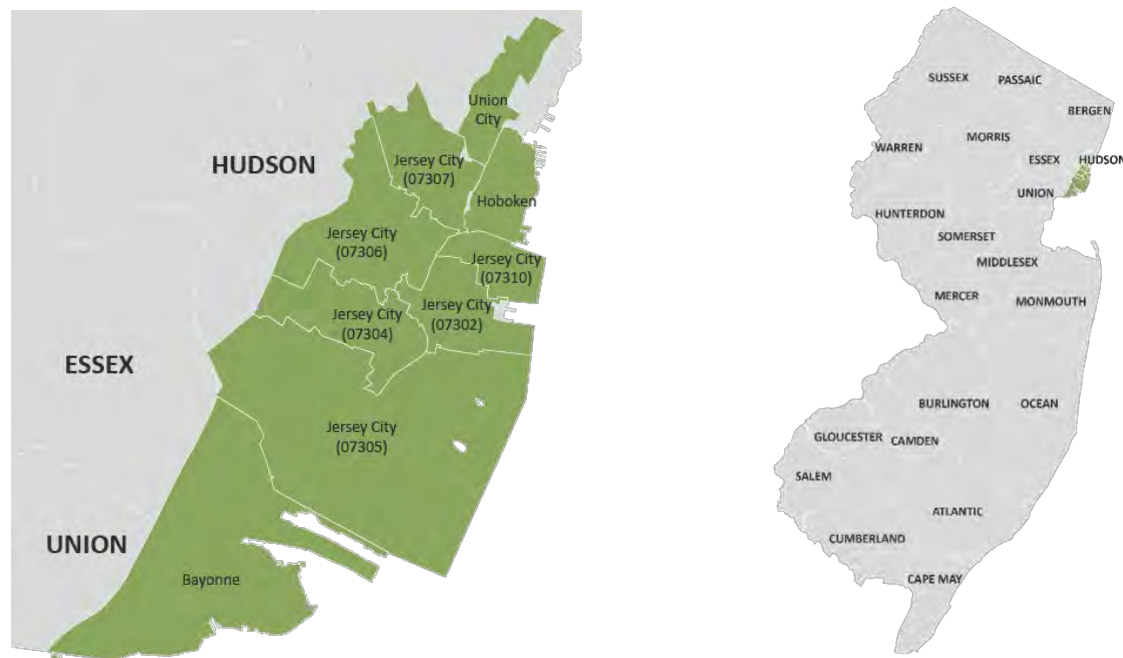 Union
City
HUDSON
Jersey City
(07307)
Hoboken
Jersey City
(07306)
Jersey City
(07310)
Jersey City
(07302)
Jersey City
(07304)
ESSEX
Jersey City
(07305)
UNION
Bayonne
SUSSEX
PASSAIC
BERGEN
MORRIS
WARREN
ESSEX
HUDSON
UNION
HUNTERDON
SOMERSET
MIDDLESEX
MERCER
MONMOUTH
BURLINGTON
OCEAN
GLOUCESTER
CAMDEN
SALEM
ATLANTIC
CUMBERLAND
CAPE MAY